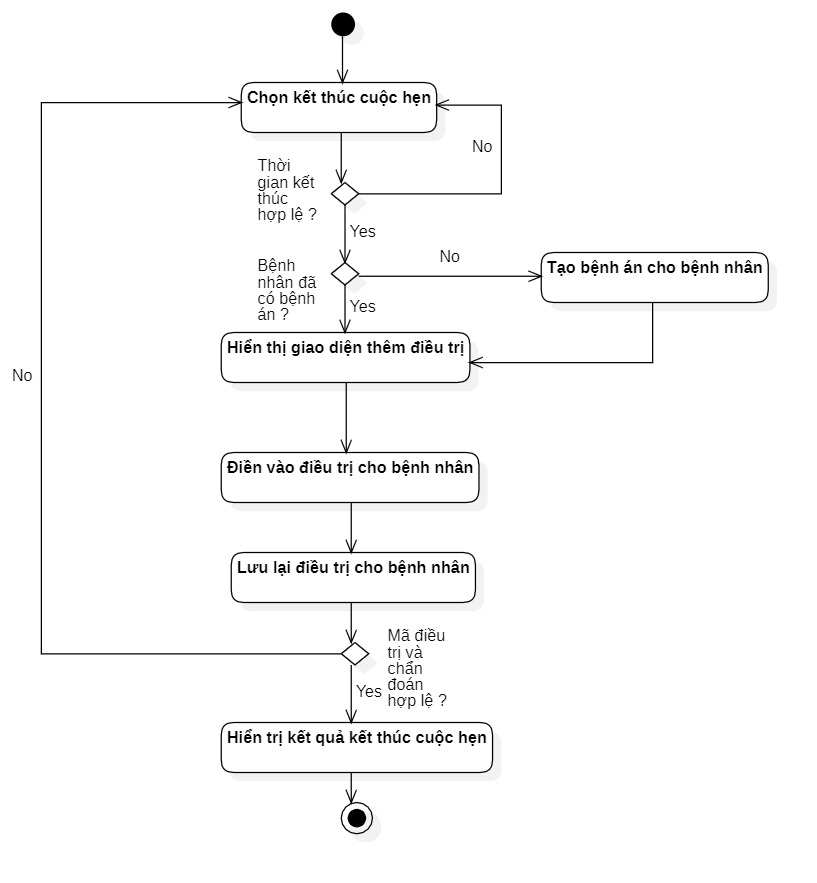 Chọn kết thúc cuộc hẹn
No
Thời
gian kết
thúc
hợp lệ ?
Yes
No
Bệnh
nhân đã
có bệnh
án ?
Tạo bệnh án cho bệnh nhân
Yes
Hiển thị giao diện thêm điều trị
No
Điền vào điều trị cho bệnh nhân
Lưu lại điều trị cho bệnh nhân
Mã điều
trị và
chẩn
đoán
hợp lệ ?
Yes
Hiển trị kết quả kết thúc cuộc hẹn